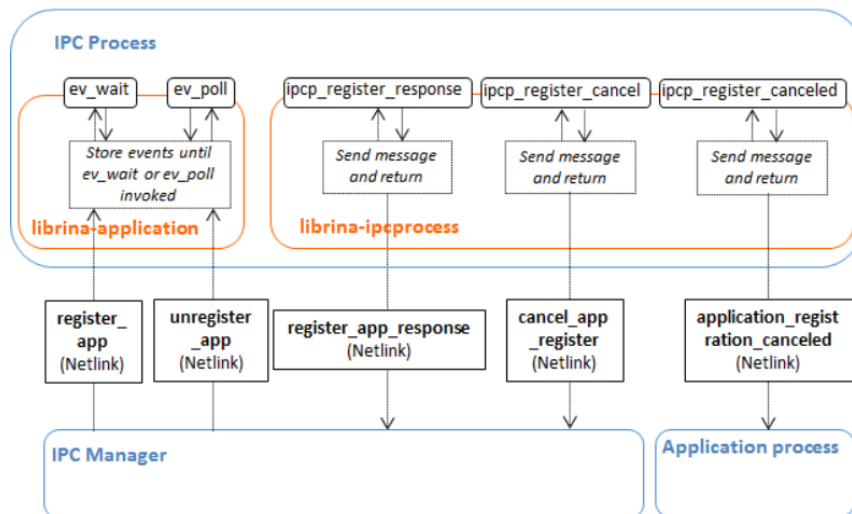 IPC Process
ev_wait
ev_poll
ipcp_register_response
ipcp_register_cancel
ipcp_register_canceled
Store events until
ev_wait or ev_poll
invoked
Send message
and return
Send message
and return
Send message
and return
librina-application
librina-ipcprocess
register_
app
(Netlink)
unregister
_app
(Netlink)
register_app_response
(Netlink)
cancel_app
_register
(Netlink)
application_regist
ration_canceled
(Netlink)
IPC Manager
Application process